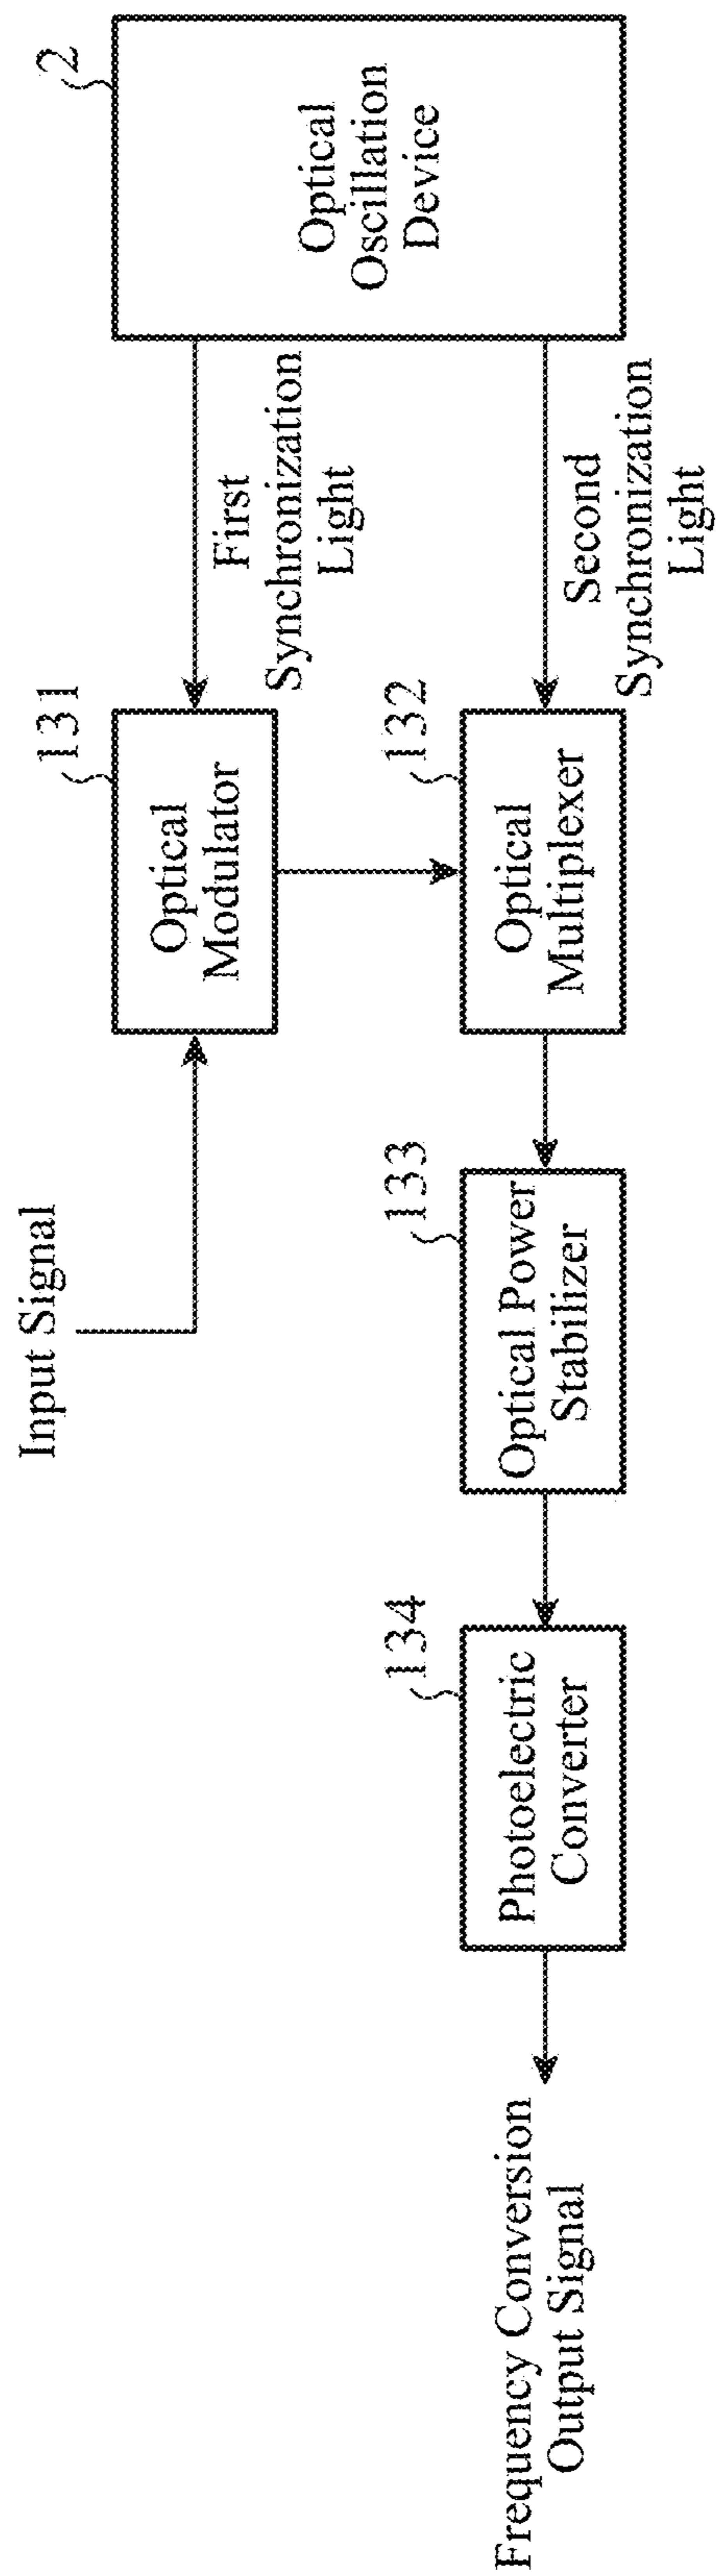 Input Signal
131
Optical
Modulator
First
Synchronization
Light
2
Optical
Oscillation
Device
Frequency Conversion
Output Signal
134
Photoelectric
Converter
133
Optical Power
Stabilizer
132
Optical
Multiplexer
Second
Synchronization
Light